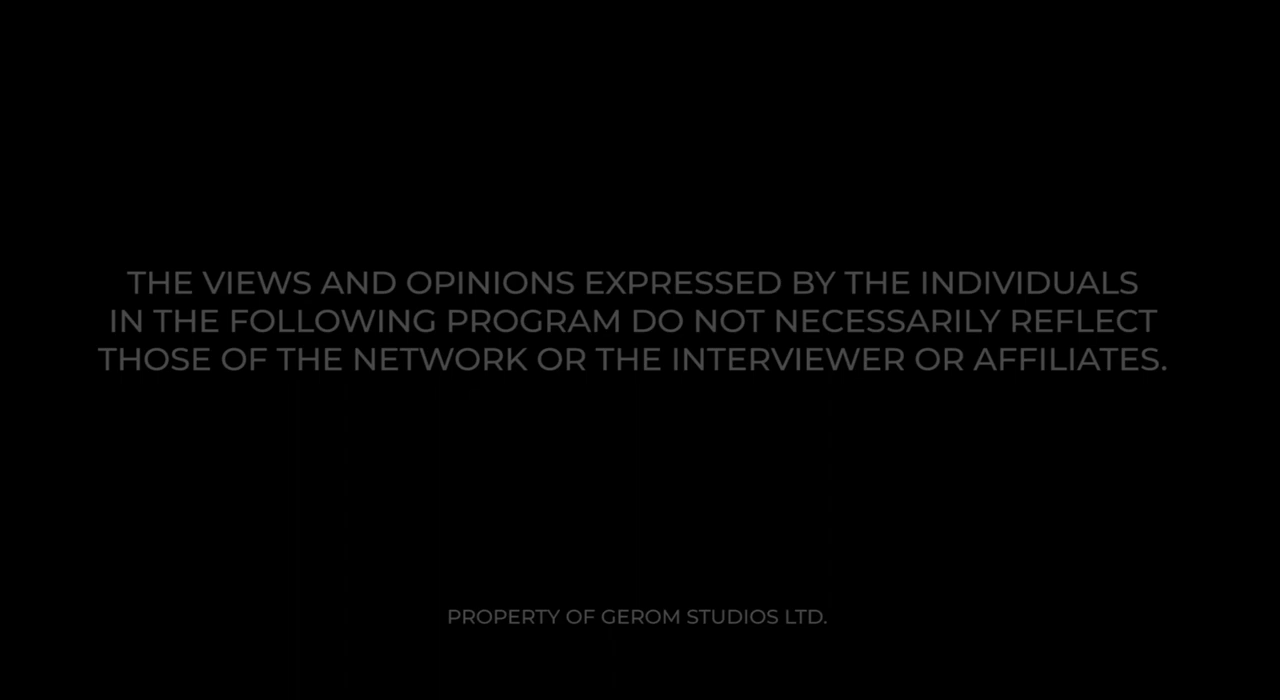 THE VIEWS AND OPINIONS EXPRESSED BY THE INDIVIDUALS
IN THE FOLLOWING PROGRAM DO NOT NECESSARILY REFLECT
THOSE OF THE NETWORK OR THE INTERVIEWER OR AFFILIATES.
PROPERTY OF GEROM STUDIOS LTD.